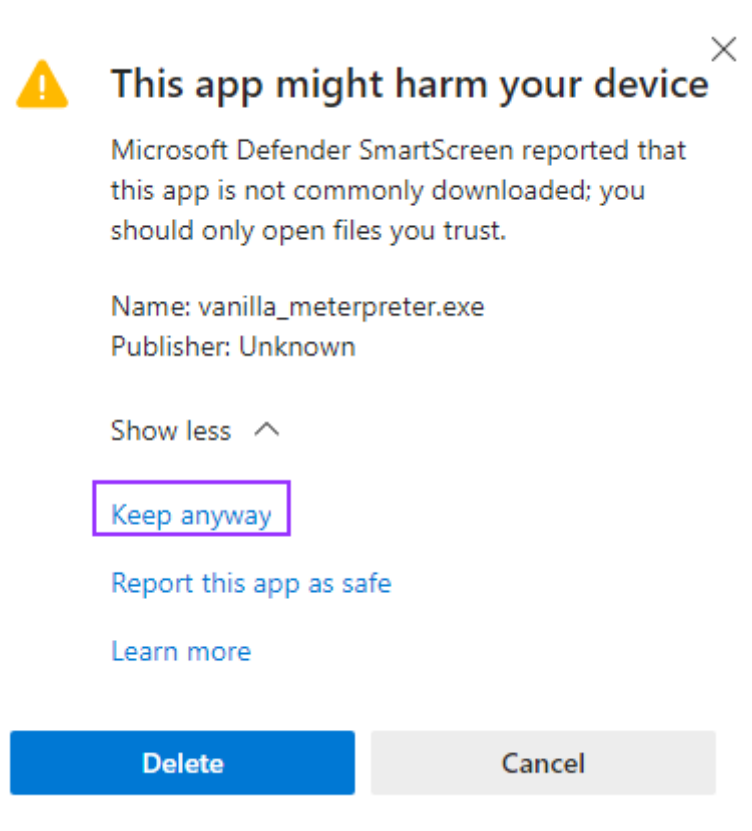 This app might harm your device
Microsoft Defender SmartScreen reported that
this app is not commonly downloaded; you
should only open files you trust.
Name: vanilla_meterpreter.exe
Publisher: Unknown
Show less
Keep anyway
Report this app as safe
Learn more
Delete
Cancel